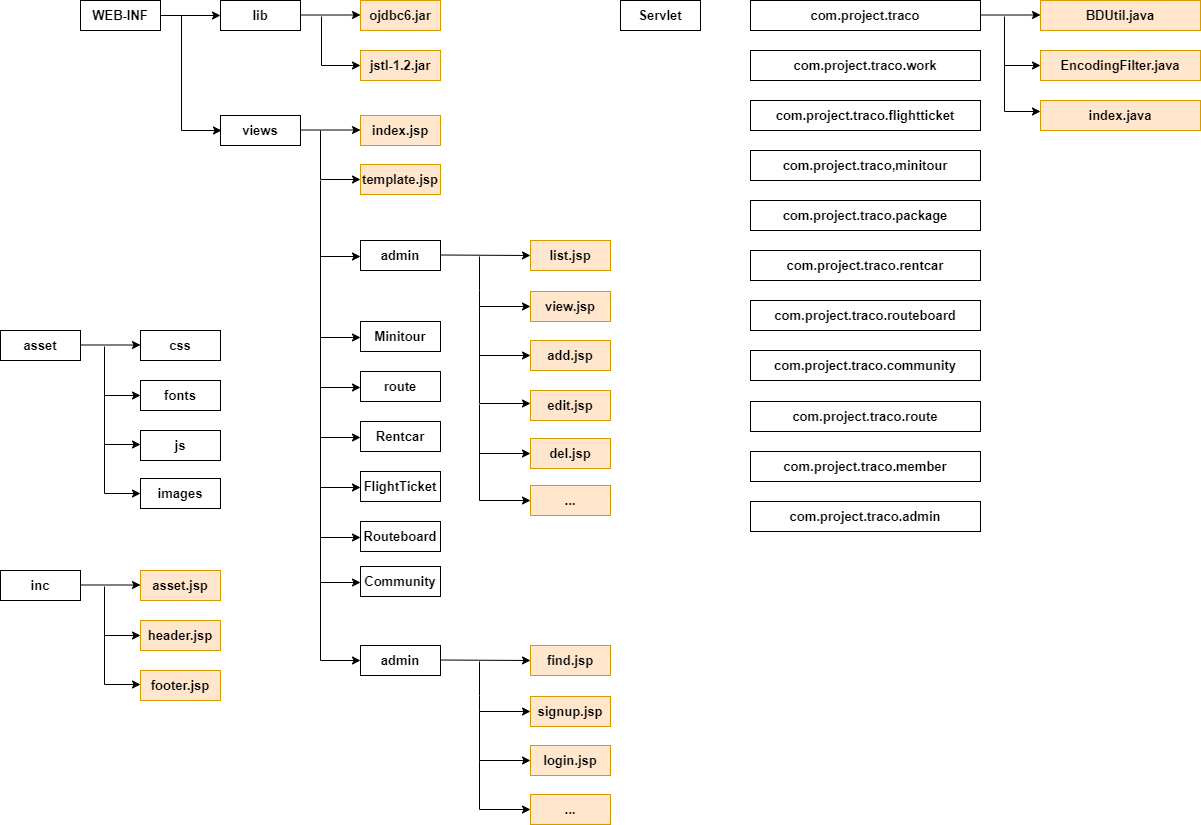 WEB-INF
lib
ojdbc6.jar
jstl-1.2.jar
views
index.jsp
template.jsp
admin
list.jsp
view.jsp
add.jsp
edit.jsp
del.jsp
...
Minitour
route
Rentcar
FlightTicket
Routeboard
Community
admin
find.jsp
signup.jsp
login.jsp
...
asset
css
fonts
js
images
inc
asset.jsp
header.jsp
footer.jsp
Servlet
com.project.traco
BDUtil.java
EncodingFilter.java
index.java
com.project.traco.work
com.project.traco.flightticket
com.project.traco,minitour
com.project.traco.package
com.project.traco.rentcar
com.project.traco.routeboard
com.project.traco.community
com.project.traco.route
com.project.traco.member
com.project.traco.admin